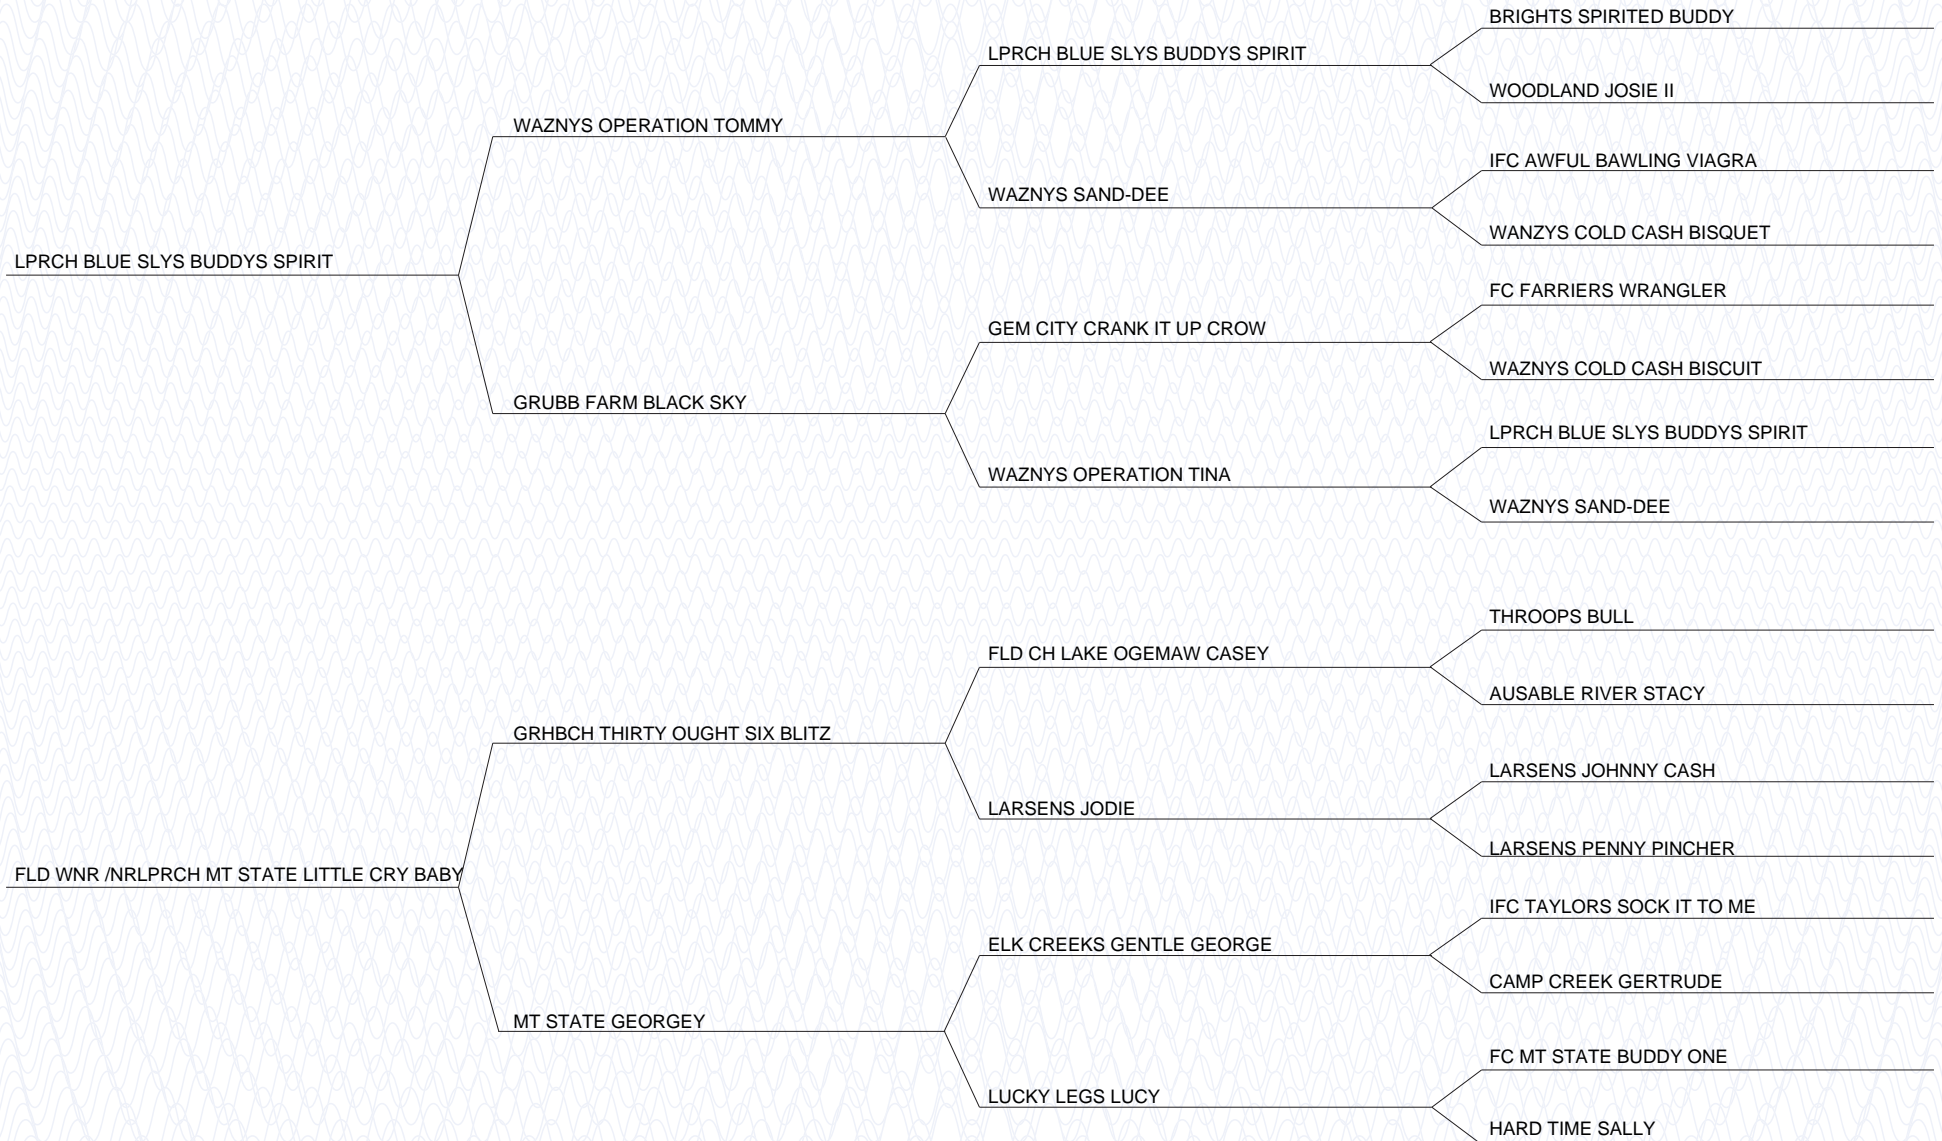 BRIGHTS SPIRITED BUDDY
LPRCH BLUE SLYS BUDDYS SPIRIT
WOODLAND JOSIE II
WAZNYS OPERATION TOMMY
IFC AWFUL BAWLING VIAGRA
WAZNYS SAND-DEE
WANZYS COLD CASH BISQUET
LPRCH BLUE SLYS BUDDYS SPIRIT
FC FARRIERS WRANGLER
GEM CITY CRANK IT UP CROW
WAZNYS COLD CASH BISCUIT
GRUBB FARM BLACK SKY
LPRCH BLUE SLYS BUDDYS SPIRIT
WAZNYS OPERATION TINA
WAZNYS SAND-DEE
THROOPS BULL
FLD CH LAKE OGEMAW CASEY
AUSABLE RIVER STACY
GRHBCH THIRTY OUGHT SIX BLITZ
LARSENS JOHNNY CASH
LARSENS JODIE
LARSENS PENNY PINCHER
FLD WNR /NRLPRCH MT STATE LITTLE CRY BABY
IFC TAYLORS SOCK IT TO ME
ELK CREEKS GENTLE GEORGE
CAMP CREEK GERTRUDE
MT STATE GEORGEY
FC MT STATE BUDDY ONE
LUCKY LEGS LUCY
HARD TIME SALLY